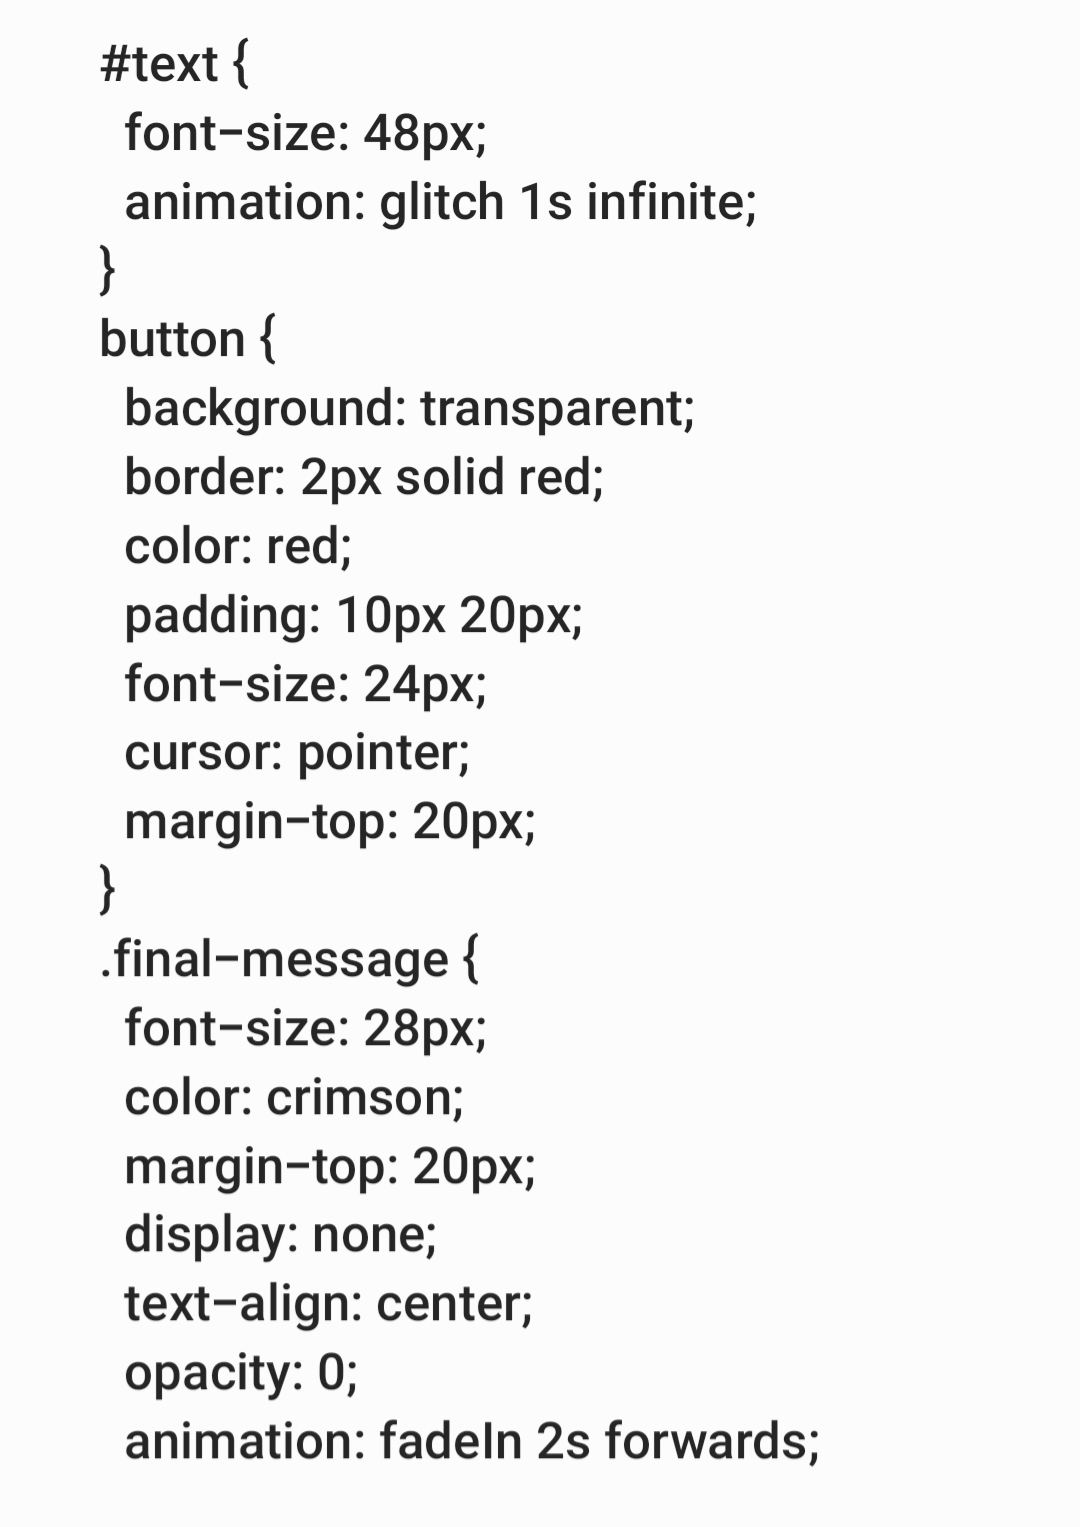 #text {
  font-size: 48px;
  animation: glitch 1s infinite;
}
button {
  background: transparent;
  border: 2px solid red;
  color: red;
  padding: 10px 20px;
  font-size: 24px;
  cursor: pointer;
  margin-top: 20px;
}
.final-message {
  font-size: 28px;
  color: crimson;
  margin-top: 20px;
  display: none;
  text-align: center;
  opacity: 0;
  animation: fadeIn 2s forwards;